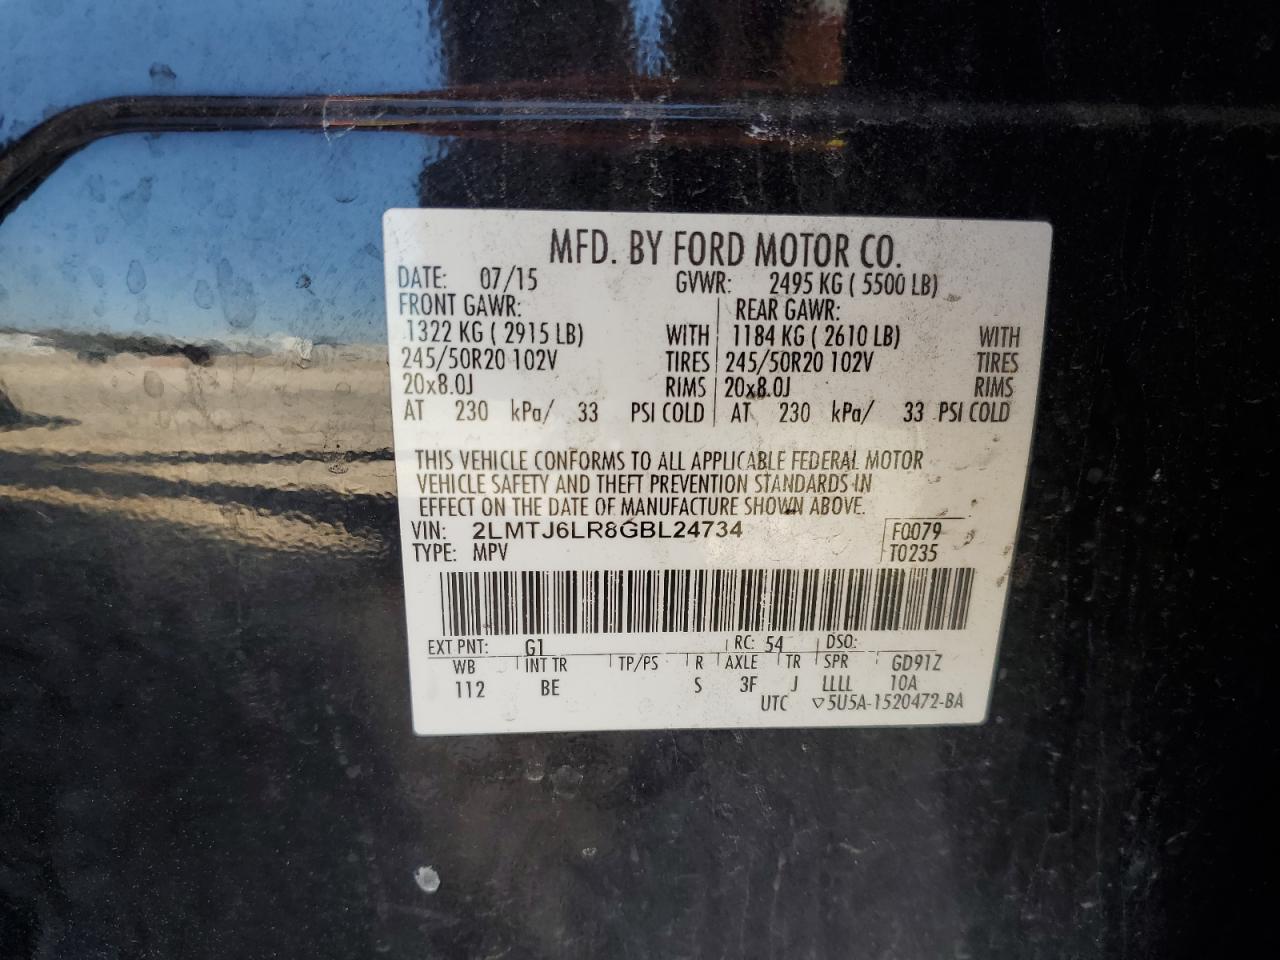 MFD. BY FORD MOTOR CO.
DATE: 07/15 GVWR: 2495 KG ( 5500 LB)
FRONT GAWR: REAR GAWR:
1322 KG ( 2915 LB) WITH 1184 KG ( 2610 LB) WITH
245/50R20 102V TIRES 245/50R20 102V TIRES
20x8.0J RIMS 20x8.0J RIMS
AT 230 kPa/ 33 PSI COLD AT 230 kPa/ 33 PSI COLD
THIS VEHICLE CONFORMS TO ALL APPLICABLE FEDERAL MOTOR
VEHICLE SAFETY AND THEFT PREVENTION STANDARDS IN
EFFECT ON THE DATE OF MANUFACTURE SHOWN ABOVE.
VIN: 2LMTJ6LR8GBL24734 F0079
TYPE: MPV T0235
EXT PNT: G1 RC: 54 DSO:
WB INT TR TP/PS R AXLE TR SPR GD91Z
112 BE S 3F J LLLL 10A
UTC ▽5U5A-1520472-BA